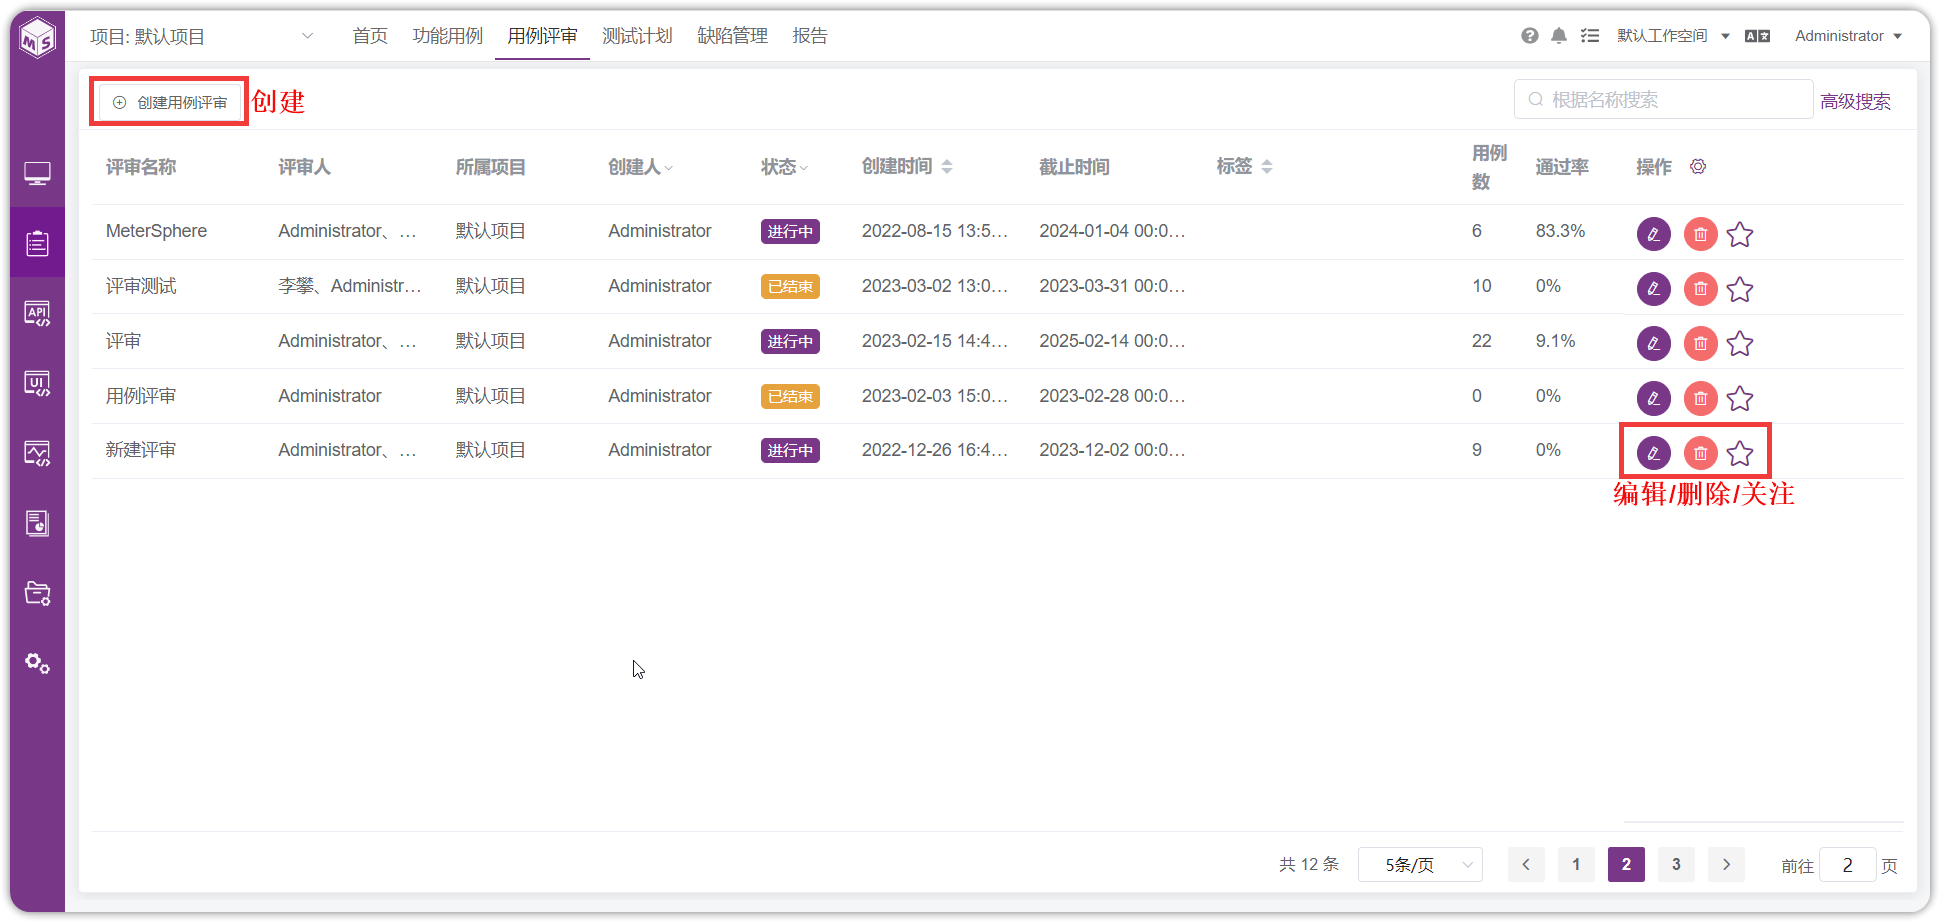 MS
项目: 默认项目
首页
功能用例
用例评审
测试计划
缺陷管理
报告
默认工作空间
Administrator
创建用例评审
创建
根据名称搜索
高级搜索
评审名称 评审人 所属项目 创建人 状态 创建时间 截止时间 标签 用例数 通过率 操作
MeterSphere Administrator、... 默认项目 Administrator 进行中 2022-08-15 13:5... 2024-01-04 00:0... 6 83.3%
评审测试 李攀、Administr... 默认项目 Administrator 已结束 2023-03-02 13:0... 2023-03-31 00:0... 10 0%
评审 Administrator、... 默认项目 Administrator 进行中 2023-02-15 14:4... 2025-02-14 00:0... 22 9.1%
用例评审 Administrator 默认项目 Administrator 已结束 2023-02-03 15:0... 2023-02-28 00:0... 0 0%
新建评审 Administrator、... 默认项目 Administrator 进行中 2022-12-26 16:4... 2023-12-02 00:0... 9 0%
编辑/删除/关注
API
UI
共 12 条 5条/页 1 2 3 前往 2 页